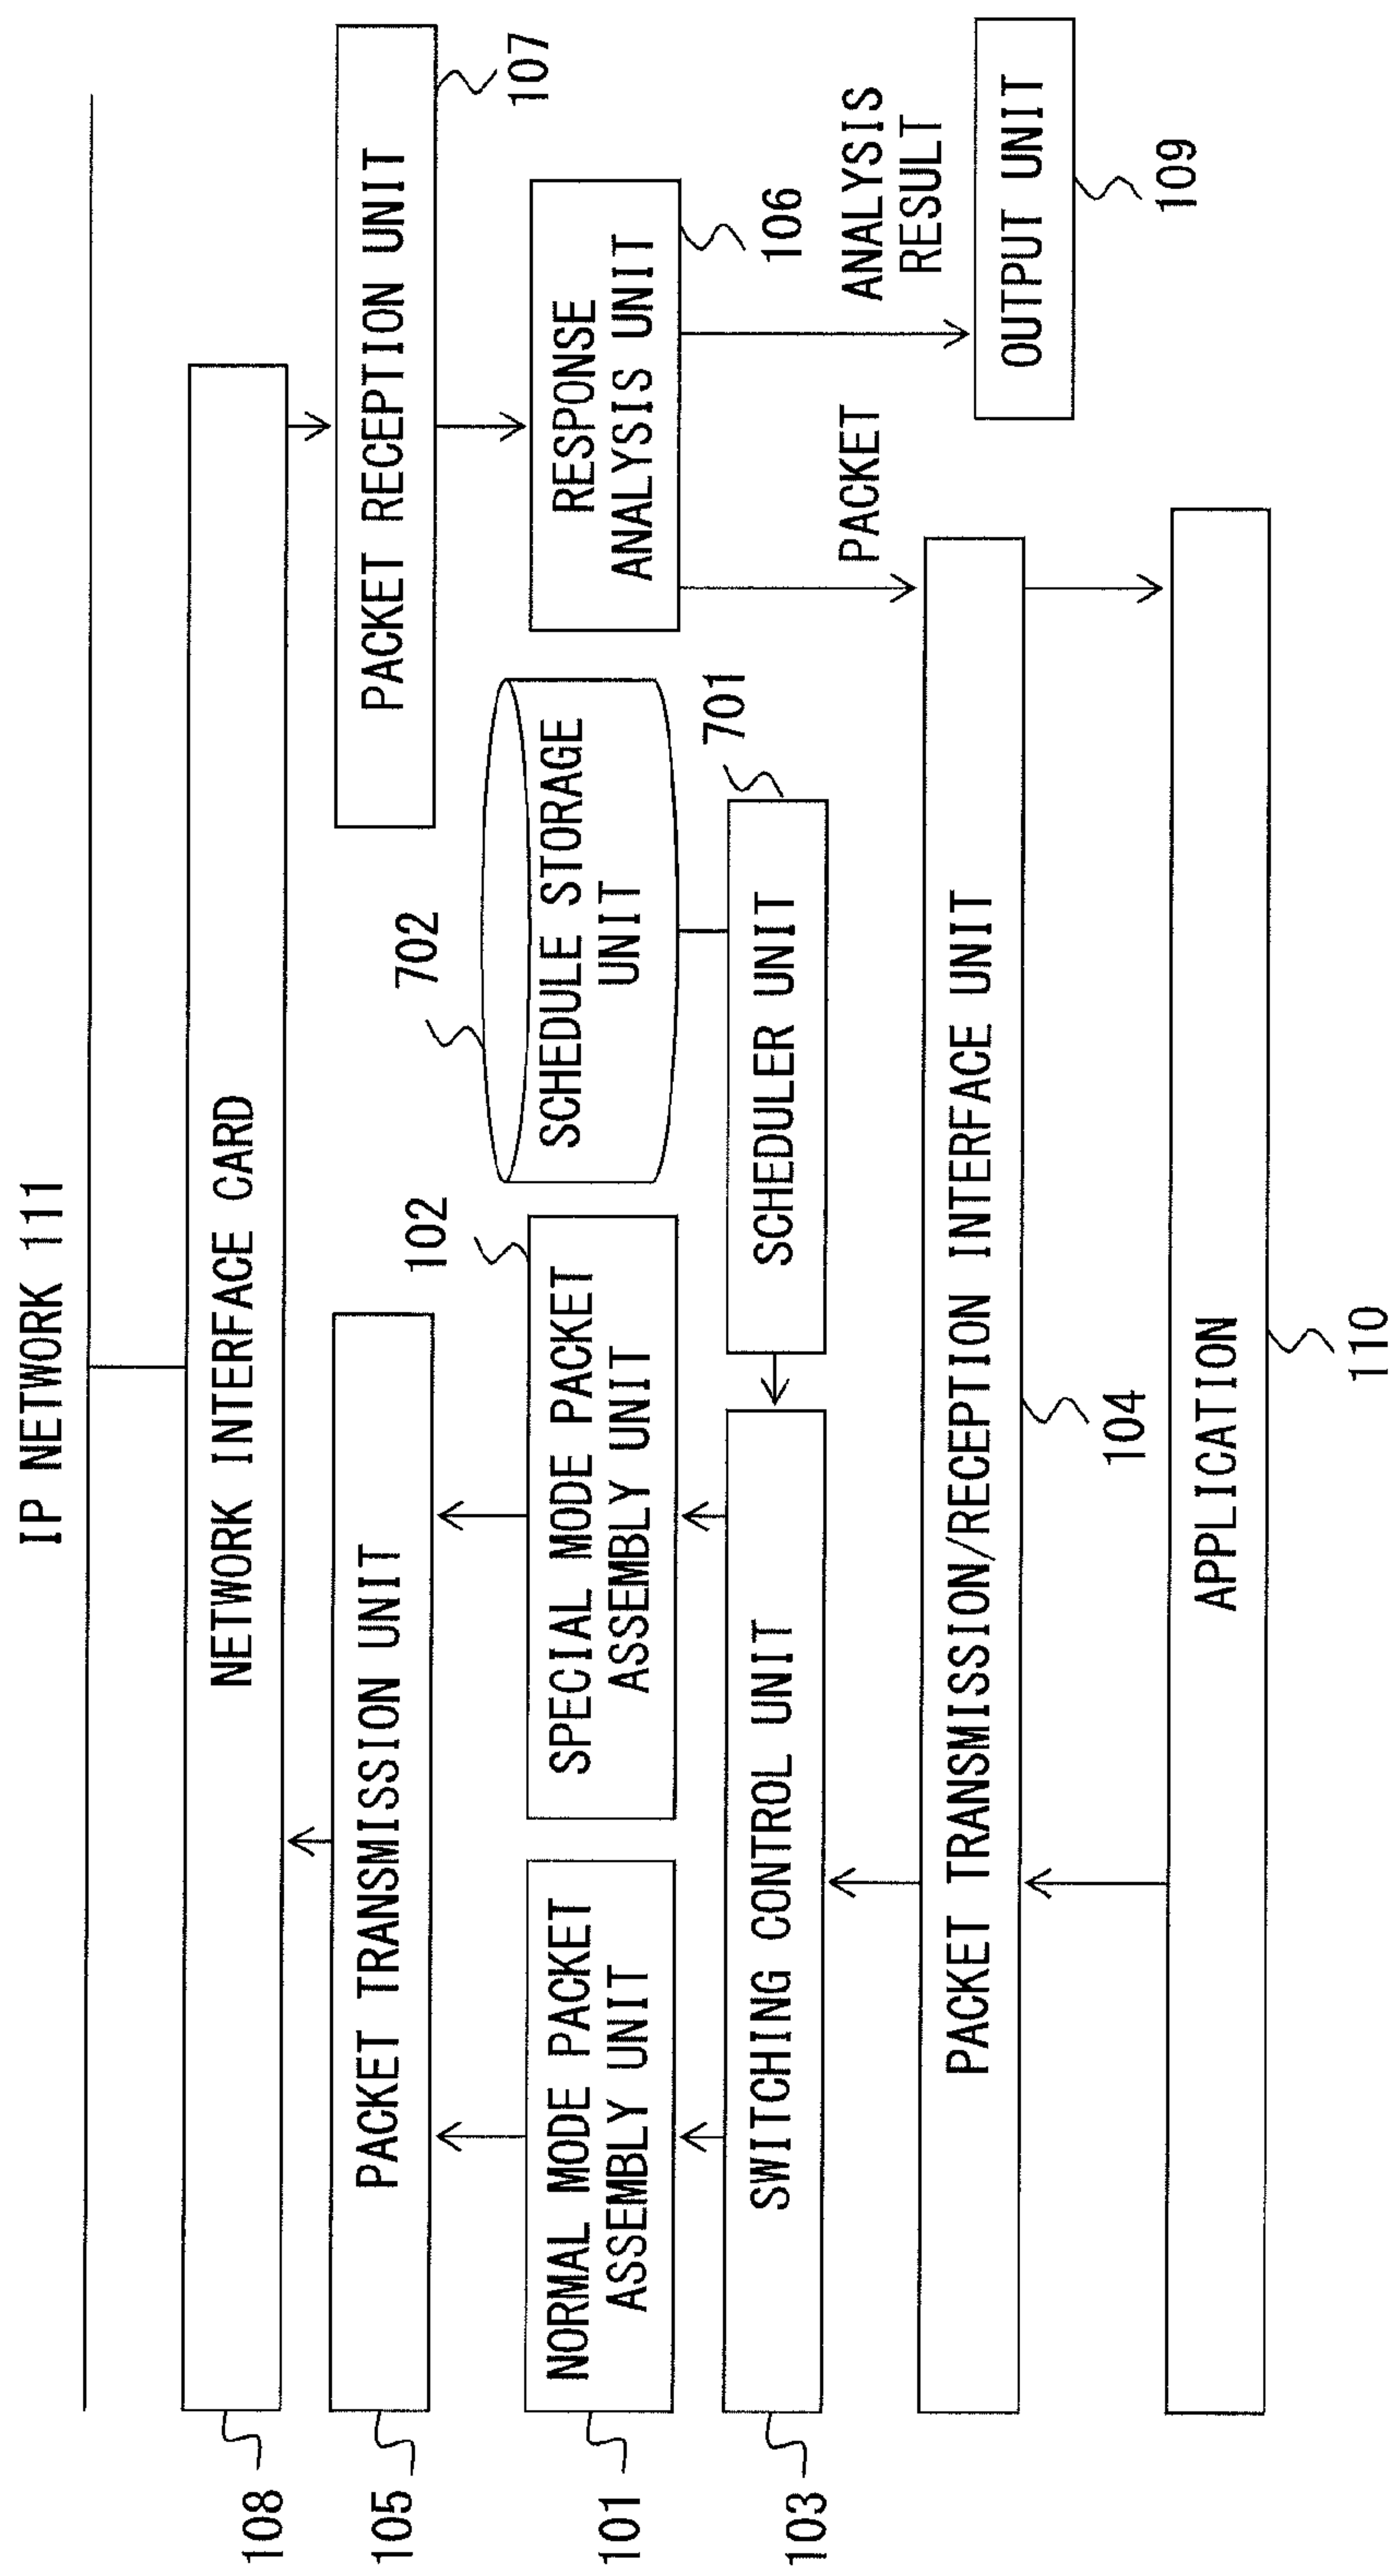 IP NETWORK 111
108
NETWORK INTERFACE CARD
105
PACKET TRANSMISSION UNIT
PACKET RECEPTION UNIT
107
101
NORMAL MODE PACKET
ASSEMBLY UNIT
102
SPECIAL MODE PACKET
ASSEMBLY UNIT
702
SCHEDULE STORAGE
UNIT
RESPONSE
ANALYSIS UNIT
106
103
SWITCHING CONTROL UNIT
SCHEDULER UNIT
701
PACKET
ANALYSIS
RESULT
PACKET TRANSMISSION/RECEPTION INTERFACE UNIT
104
OUTPUT UNIT
109
APPLICATION
110